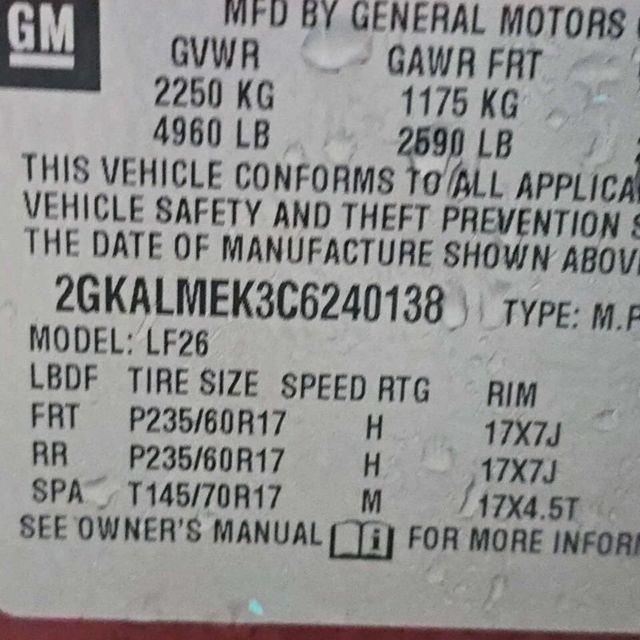 GM
MFD BY GENERAL MOTORS
GVWR GAWR FRT
2250 KG 1175 KG
4960 LB 2590 LB
THIS VEHICLE CONFORMS TO ALL APPLICA
VEHICLE SAFETY AND THEFT PREVENTION S
THE DATE OF MANUFACTURE SHOWN ABOV
2GKALMEK3C6240138 TYPE: M.P
MODEL: LF26
LBDF TIRE SIZE SPEED RTG RIM
FRT P235/60R17 H 17X7J
RR P235/60R17 H 17X7J
SPA T145/70R17 M 17X4.5T
SEE OWNER'S MANUAL i FOR MORE INFOR